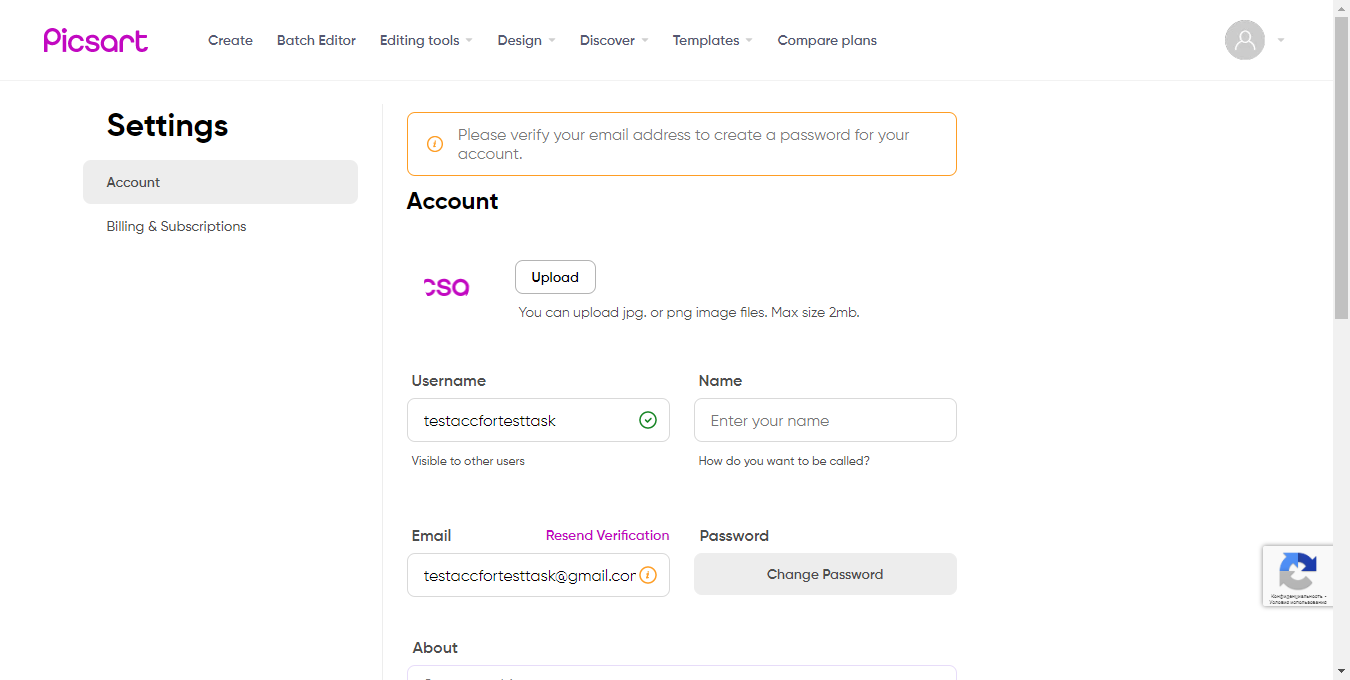 Picsart
Create
Batch Editor
Editing tools
Design
Discover
Templates
Compare plans
Settings
Account
Billing & Subscriptions
Please verify your email address to create a password for your
account.
Account
csa
Upload
You can upload jpg. or png image files. Max size 2mb.
Username
Name
testaccfortesttask
Enter your name
Visible to other users
How do you want to be called?
Email
Resend Verification
Password
testaccfortesttask@gmail.cor
Change Password
Конфиденциальность -
Условия использования
About